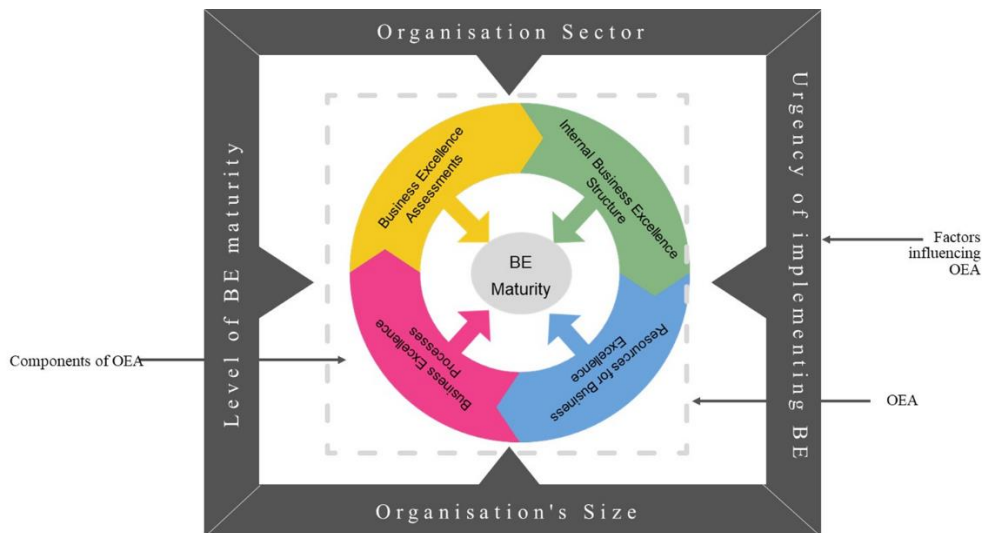 Organisation Sector
Level of BE maturity
Urgency of implementing BE
Business Excellence
Assessments
Internal Business Excellence
Structure
BE
Maturity
Business Excellence
Processes
Resources for Business
Excellence
Factors
influencing
OEA
Components of OEA
OEA
Organisation's Size